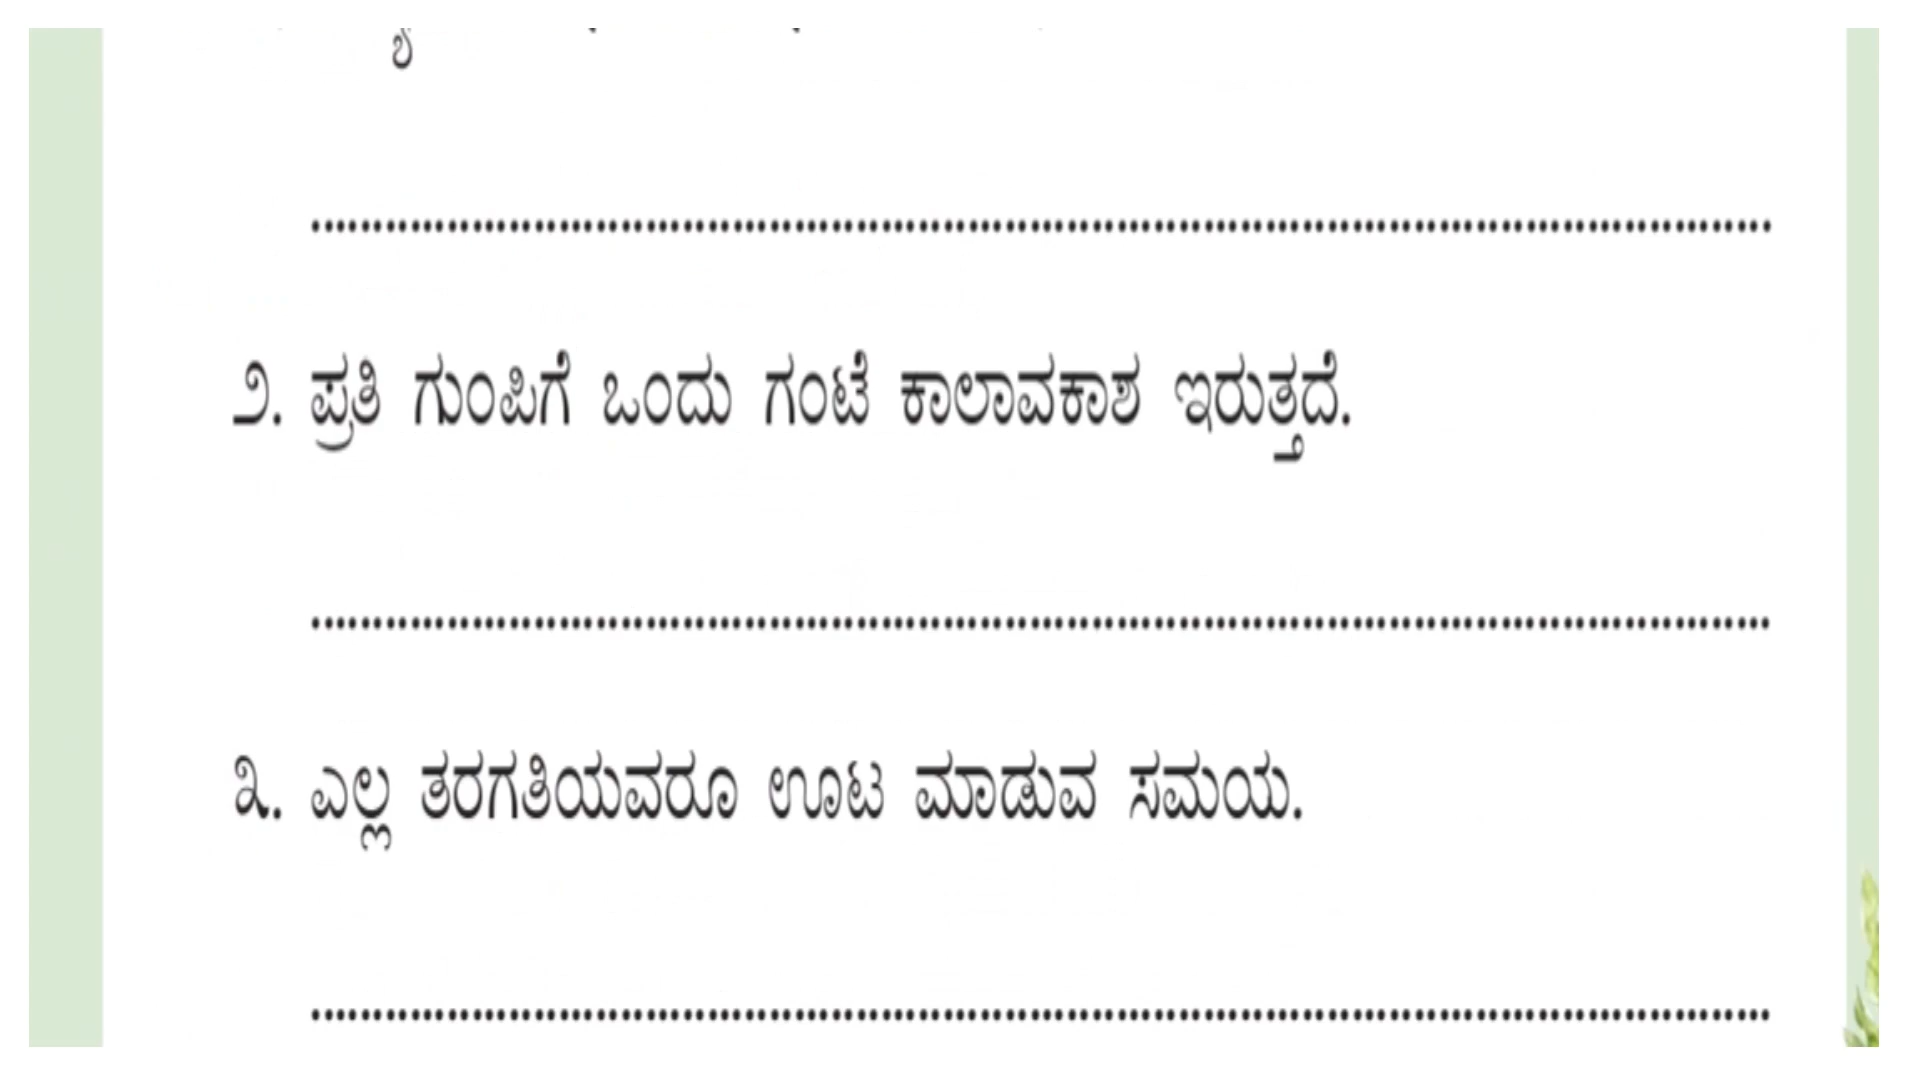 ೨. ಪ್ರತಿ ಗುಂಪಿಗೆ ಒಂದು ಗಂಟೆ ಕಾಲಾವಕಾಶ ಇರುತ್ತದೆ.
೩. ಎಲ್ಲ ತರಗತಿಯವರೂ ಊಟ ಮಾಡುವ ಸಮಯ.